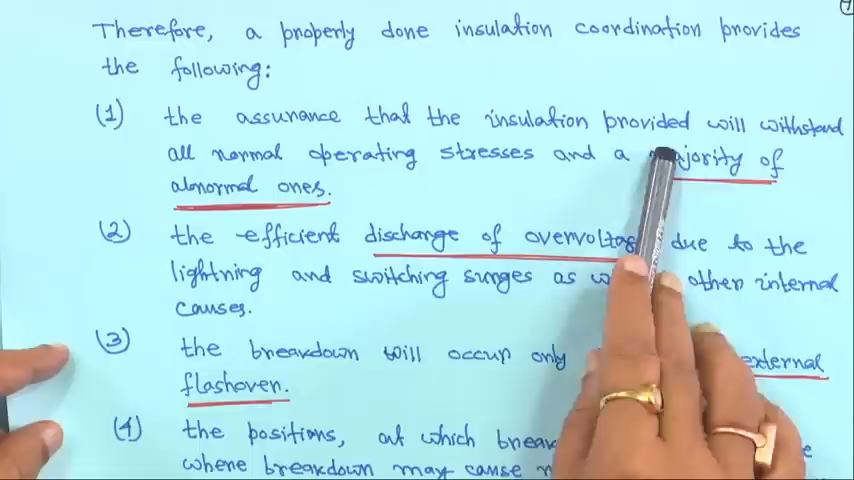 Therefore, a properly done insulation coordination provides
the following:
(1) the assurance that the insulation provided will withstand
all normal operating stresses and a majority of
abnormal ones.
(2) the efficient discharge of overvoltages due to the
lightning and switching surges as other internal
causes.
(3) the breakdown will occur only external
flashover.
(4) the positions, at which
where breakdown may cause